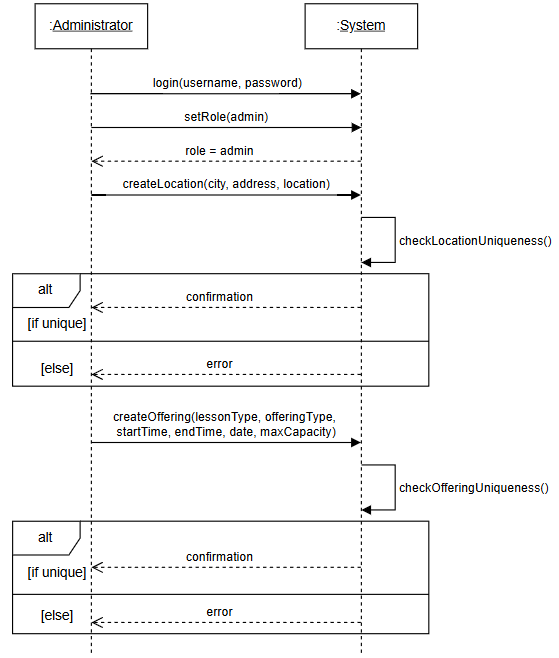 :Administrator
:System
login(username, password)
setRole(admin)
role = admin
createLocation(city, address, location)
checkLocationUniqueness()
alt
confirmation
[if unique]
error
[else]
createOffering(lessonType, offeringType,
startTime, endTime, date, maxCapacity)
checkOfferingUniqueness()
alt
confirmation
[if unique]
error
[else]